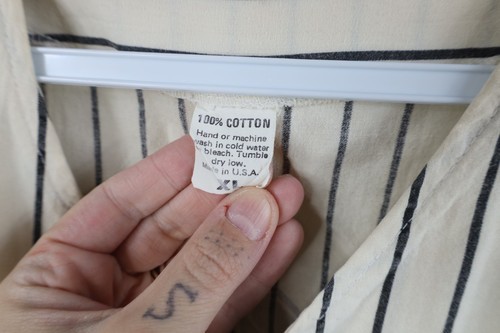 100% COTTON
Hand or machine
wash in cold water
bleach. Tumble
dry low.
Made in U.S.A.
XL